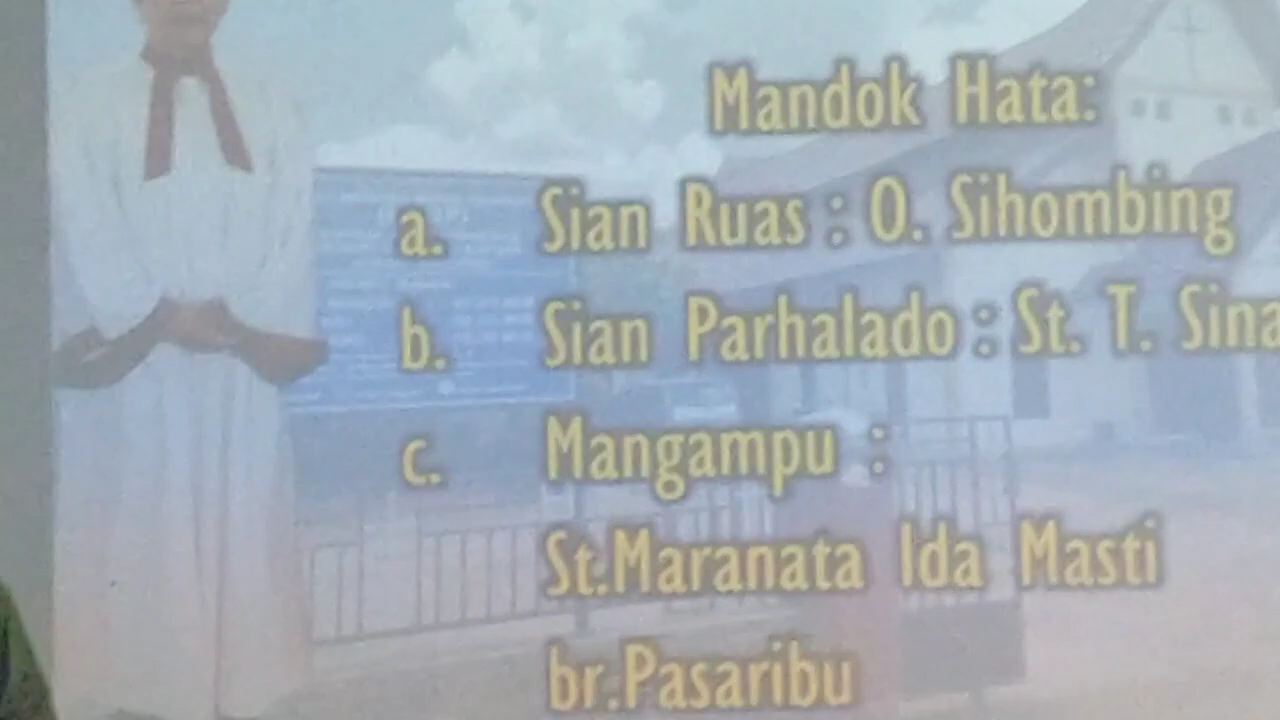 Mandok Hata:
a. Sian Ruas : O. Sihombing
b. Sian Parhalado : St. T.
c. Mangampu :
St.Maranata Ida Masti
br.Pasaribu